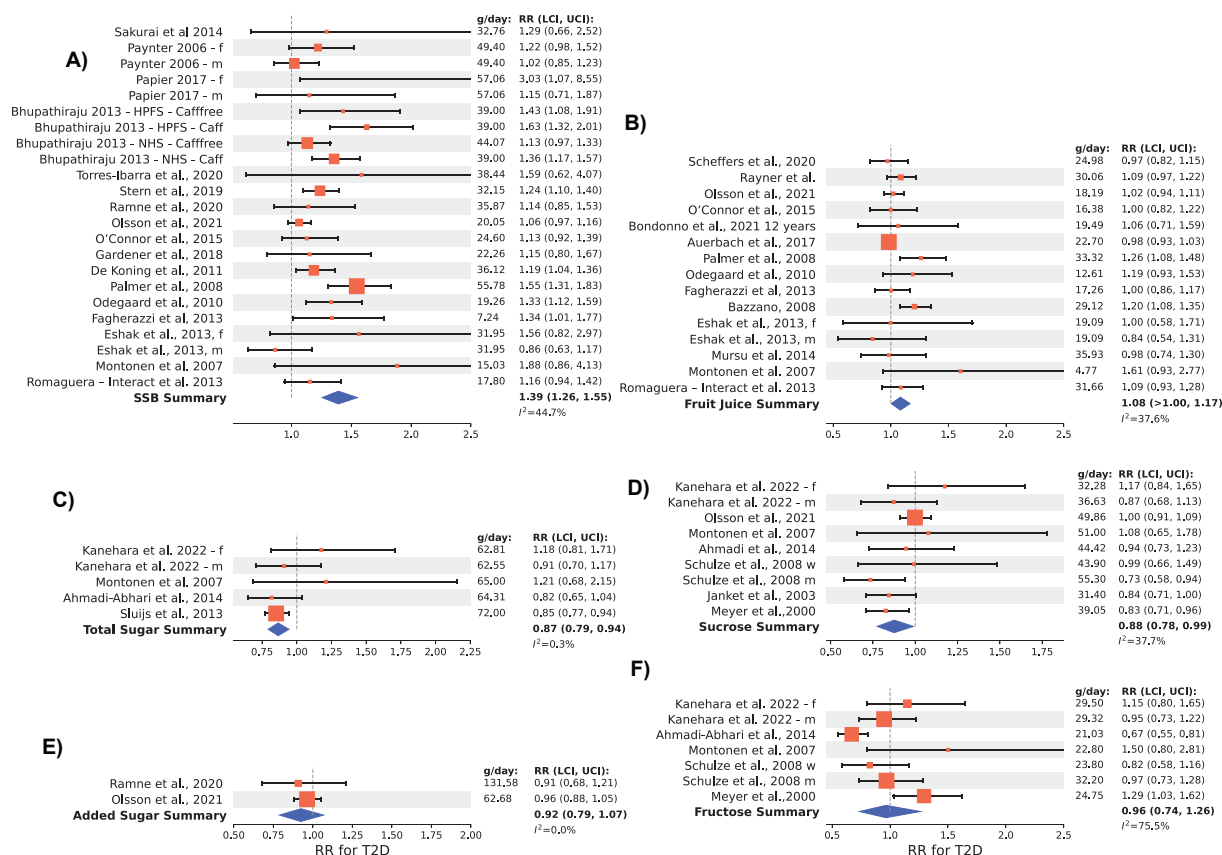 A)
g/day: RR (LCI, UCI):
Sakurai et al 2014 32.76 1.29 (0.66, 2.52)
Paynter 2006 - f 49.40 1.22 (0.98, 1.52)
Paynter 2006 - m 49.40 1.02 (0.85, 1.23)
Papier 2017 - f 57.06 3.03 (1.07, 8.55)
Papier 2017 - m 57.06 1.15 (0.71, 1.87)
Bhupathiraju 2013 - HPFS - Cafffree 39.00 1.43 (1.08, 1.91)
Bhupathiraju 2013 - HPFS - Caff 39.00 1.63 (1.32, 2.01)
Bhupathiraju 2013 - NHS - Cafffree 44.07 1.13 (0.97, 1.33)
Bhupathiraju 2013 - NHS - Caff 39.00 1.36 (1.17, 1.57)
Torres-Ibarra et al., 2020 38.44 1.59 (0.62, 4.07)
Stern et al., 2019 32.15 1.24 (1.10, 1.40)
Ramne et al., 2020 35.87 1.14 (0.85, 1.53)
Olsson et al., 2021 20.05 1.06 (0.97, 1.16)
O’Connor et al., 2015 24.60 1.13 (0.92, 1.39)
Gardener et al., 2018 22.26 1.15 (0.80, 1.67)
De Koning et al., 2011 36.12 1.19 (1.04, 1.36)
Palmer et al., 2008 55.78 1.55 (1.31, 1.83)
Odegaard et al., 2010 19.26 1.33 (1.12, 1.59)
Fagherazzi et al, 2013 7.24 1.34 (1.01, 1.77)
Eshak et al., 2013, f 31.95 1.56 (0.82, 2.97)
Eshak et al., 2013, m 31.95 0.86 (0.63, 1.17)
Montonen et al. 2007 15.03 1.88 (0.86, 4.13)
Romaguera – Interact et al. 2013 17.80 1.16 (0.94, 1.42)
SSB Summary 1.39 (1.26, 1.55)
I²=44.7%
1.0 1.5 2.0 2.5
B)
g/day: RR (LCI, UCI):
Scheffers et al., 2020 24.98 0.97 (0.82, 1.15)
Rayner et al. 30.06 1.09 (0.97, 1.22)
Olsson et al., 2021 18.19 1.02 (0.94, 1.11)
O’Connor et al., 2015 16.38 1.00 (0.82, 1.22)
Bondonno et al., 2021 12 years 19.49 1.06 (0.71, 1.59)
Auerbach et al., 2017 22.70 0.98 (0.93, 1.03)
Palmer et al., 2008 33.32 1.26 (1.08, 1.48)
Odegaard et al., 2010 12.61 1.19 (0.93, 1.53)
Fagherazzi et al, 2013 17.26 1.00 (0.86, 1.17)
Bazzano, 2008 29.12 1.20 (1.08, 1.35)
Eshak et al., 2013, f 19.09 1.00 (0.58, 1.71)
Eshak et al., 2013, m 19.09 0.84 (0.54, 1.31)
Mursu et al. 2014 35.93 0.98 (0.74, 1.30)
Montonen et al. 2007 4.77 1.61 (0.93, 2.77)
Romaguera – Interact et al. 2013 31.66 1.09 (0.93, 1.28)
Fruit Juice Summary 1.08 (>1.00, 1.17)
I²=37.6%
0.5 1.0 1.5 2.0 2.5
C)
g/day: RR (LCI, UCI):
Kanehara et al. 2022 - f 62.81 1.18 (0.81, 1.71)
Kanehara et al. 2022 - m 62.55 0.91 (0.70, 1.17)
Montonen et al. 2007 65.00 1.21 (0.68, 2.15)
Ahmadi-Abhari et al., 2014 64.31 0.82 (0.65, 1.04)
Sluijs et al., 2013 72.00 0.85 (0.77, 0.94)
Total Sugar Summary 0.87 (0.79, 0.94)
I²=0.3%
0.75 1.00 1.25 1.50 1.75 2.00 2.25
D)
g/day: RR (LCI, UCI):
Kanehara et al. 2022 - f 32.28 1.17 (0.84, 1.65)
Kanehara et al. 2022 - m 36.63 0.87 (0.68, 1.13)
Olsson et al., 2021 49.86 1.00 (0.91, 1.09)
Montonen et al. 2007 51.00 1.08 (0.65, 1.78)
Ahmadi et al., 2014 44.42 0.94 (0.73, 1.23)
Schulze et al., 2008 w 43.90 0.99 (0.66, 1.49)
Schulze et al., 2008 m 55.30 0.73 (0.58, 0.94)
Janket et al., 2003 31.40 0.84 (0.71, 1.00)
Meyer et al.,2000 39.05 0.83 (0.71, 0.96)
Sucrose Summary 0.88 (0.78, 0.99)
I²=37.7%
0.50 0.75 1.00 1.25 1.50 1.75
E)
g/day: RR (LCI, UCI):
Ramne et al., 2020 131.58 0.91 (0.68, 1.21)
Olsson et al., 2021 62.68 0.96 (0.88, 1.05)
Added Sugar Summary 0.92 (0.79, 1.07)
I²=0.0%
0.50 0.75 1.00 1.25 1.50 1.75 2.00
RR for T2D
F)
g/day: RR (LCI, UCI):
Kanehara et al. 2022 - f 29.50 1.15 (0.80, 1.65)
Kanehara et al. 2022 - m 29.32 0.95 (0.73, 1.22)
Ahmadi-Abhari et al., 2014 21.03 0.67 (0.55, 0.81)
Montonen et al. 2007 22.80 1.50 (0.80, 2.81)
Schulze et al., 2008 w 23.80 0.82 (0.58, 1.16)
Schulze et al., 2008 m 32.20 0.97 (0.73, 1.28)
Meyer et al.,2000 24.75 1.29 (1.03, 1.62)
Fructose Summary 0.96 (0.74, 1.26)
I²=75.5%
0.5 1.0 1.5 2.0 2.5
RR for T2D